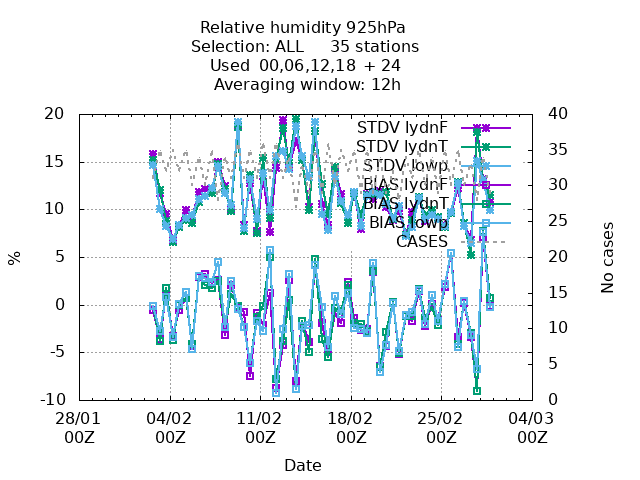 Relative humidity 925hPa
Selection: ALL 35 stations
Used 00,06,12,18 + 24
Averaging window: 12h
20
15
10
5
0
-5
-10
%
40
35
30
25
20
15
10
5
0
No cases
STDV lydnF
STDV lydnT
STDV lowp
BIAS lydnF
BIAS lydnT
BIAS lowp
CASES
28/01 04/02 11/02 18/02 25/02 04/03
00Z 00Z 00Z 00Z 00Z 00Z
Date